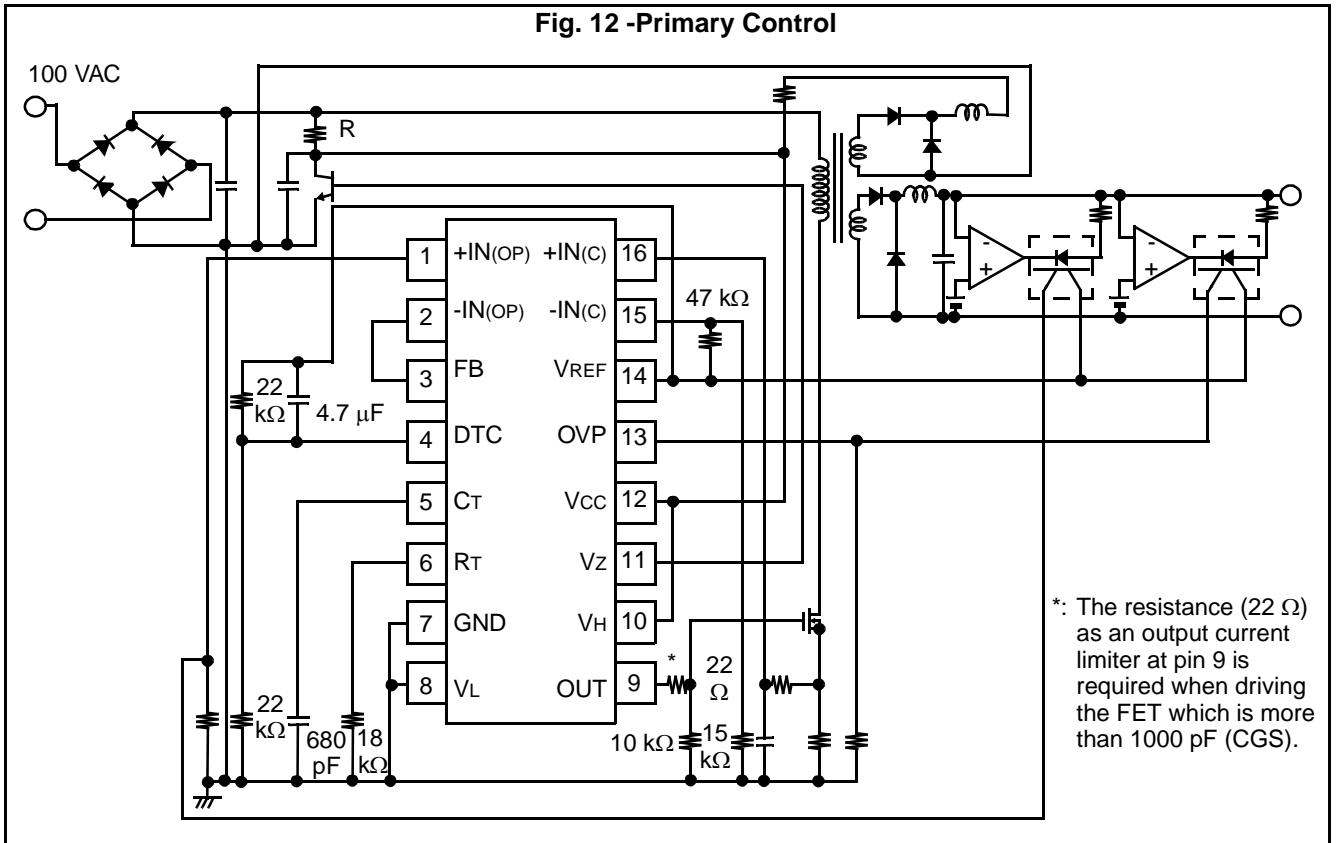 Fig. 12 -Primary Control
100 VAC
R
1 +IN(OP) +IN(C) 16
2 -IN(OP) -IN(C) 15
47 kΩ
3 FB VREF 14
22
kΩ
4.7 μF
4 DTC OVP 13
5 CT VCC 12
6 RT VZ 11
7 GND VH 10
8 VL OUT 9
*
22
Ω
22
kΩ
680
pF
18
kΩ
10 kΩ
15
kΩ
-
+
-
+
*: The resistance (22 Ω)
as an output current
limiter at pin 9 is
required when driving
the FET which is more
than 1000 pF (CGS).